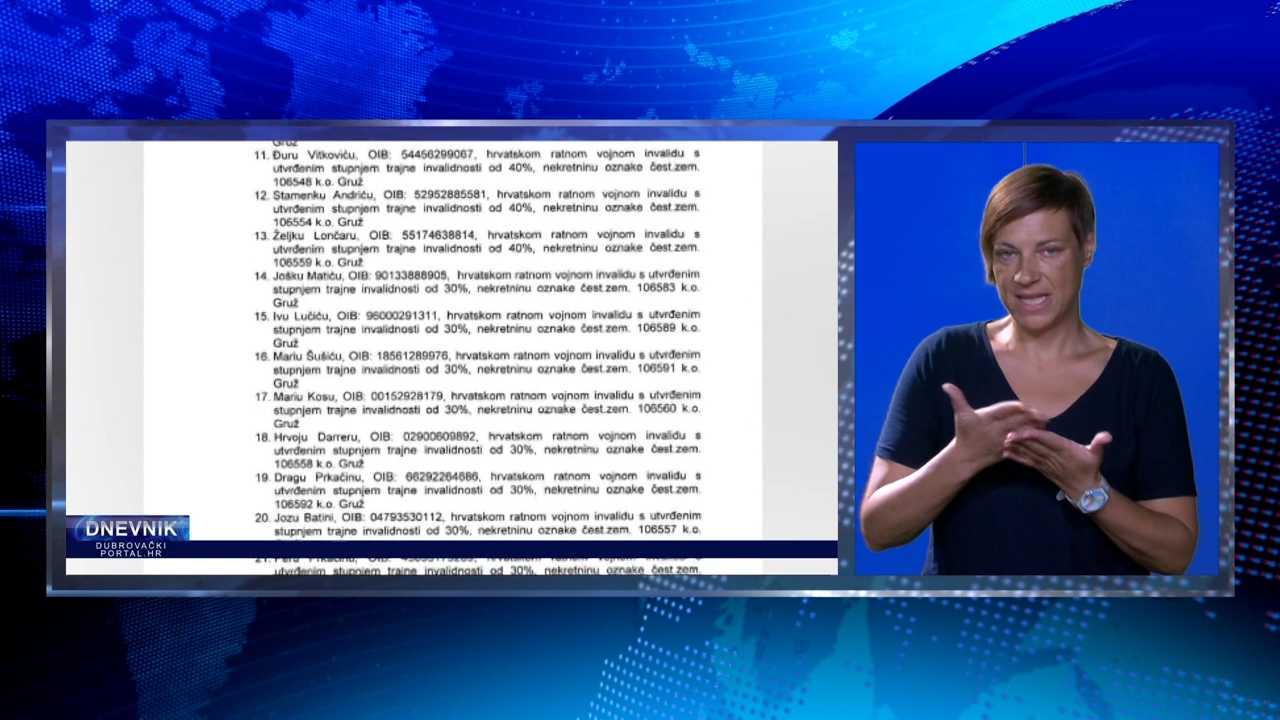 Gruž
11. Đuru Vitkoviću, OIB: 54456299067, hrvatskom ratnom vojnom invalidu s
utvrđenim stupnjem trajne invalidnosti od 40%, nekretninu oznake čest.zem.
106548 k.o. Gruž
12. Stamenku Andriću, OIB: 52952885581, hrvatskom ratnom vojnom invalidu s
utvrđenim stupnjem trajne invalidnosti od 40%, nekretninu oznake čest.zem.
106554 k.o. Gruž
13. Željku Lončaru, OIB: 55174638814, hrvatskom ratnom vojnom invalidu s
utvrđenim stupnjem trajne invalidnosti od 40%, nekretninu oznake čest.zem.
106559 k.o. Gruž
14. Jošku Matiću, OIB: 90133888905, hrvatskom ratnom vojnom invalidu s utvrđenim
stupnjem trajne invalidnosti od 30%, nekretninu oznake čest.zem. 106583 k.o.
Gruž
15. Ivu Lučiću, OIB: 96000291311, hrvatskom ratnom vojnom invalidu s utvrđenim
stupnjem trajne invalidnosti od 30%, nekretninu oznake čest.zem. 106589 k.o.
Gruž
16. Mariu Šušiću, OIB: 18561289976, hrvatskom ratnom vojnom invalidu s utvrđenim
stupnjem trajne invalidnosti od 30%, nekretninu oznake čest.zem. 106591 k.o.
Gruž
17. Mariu Kosu, OIB: 00152928179, hrvatskom ratnom vojnom invalidu s utvrđenim
stupnjem trajne invalidnosti od 30%, nekretninu oznake čest.zem. 106560 k.o.
Gruž
18. Hrvoju Darreru, OIB: 02900609892, hrvatskom ratnom vojnom invalidu s
utvrđenim stupnjem trajne invalidnosti od 30%, nekretninu oznake čest.zem.
106558 k.o. Gruž
19. Dragu Prkačinu, OIB: 66292264686, hrvatskom ratnom vojnom invalidu s
utvrđenim stupnjem trajne invalidnosti od 30%, nekretninu oznake čest.zem.
106592 k.o. Gruž
20. Jozu Batini, OIB: 04793530112, hrvatskom ratnom vojnom invalidu s utvrđenim
stupnjem trajne invalidnosti od 30%, nekretninu oznake čest.zem. 106557 k.o.
utvrđenim stupnjem trajne invalidnosti od 30%, nekretninu oznake čest.zem.
DNEVNIK
DUBROVAČKI
PORTAL.HR